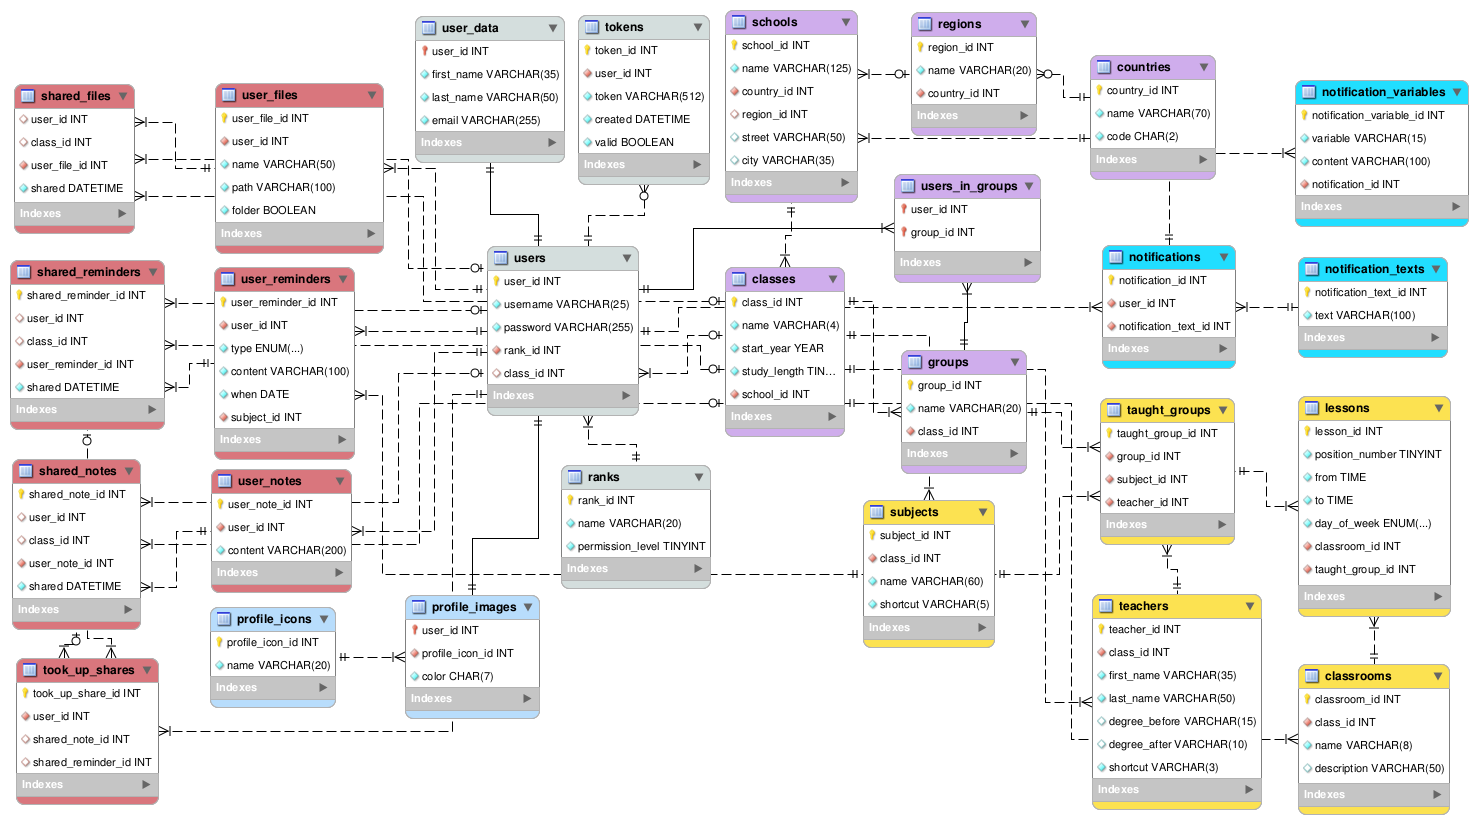 shared_files
user_id INT
class_id INT
user_file_id INT
shared DATETIME
Indexes
user_files
user_file_id INT
user_id INT
name VARCHAR(50)
path VARCHAR(100)
folder BOOLEAN
Indexes
user_data
user_id INT
first_name VARCHAR(35)
last_name VARCHAR(50)
email VARCHAR(255)
Indexes
tokens
token_id INT
user_id INT
token VARCHAR(512)
created DATETIME
valid BOOLEAN
Indexes
schools
school_id INT
name VARCHAR(125)
country_id INT
region_id INT
street VARCHAR(50)
city VARCHAR(35)
Indexes
regions
region_id INT
name VARCHAR(20)
country_id INT
Indexes
countries
country_id INT
name VARCHAR(70)
code CHAR(2)
Indexes
notification_variables
notification_variable_id INT
variable VARCHAR(15)
content VARCHAR(100)
notification_id INT
Indexes
users_in_groups
user_id INT
group_id INT
Indexes
shared_reminders
shared_reminder_id INT
user_id INT
class_id INT
user_reminder_id INT
shared DATETIME
Indexes
user_reminders
user_reminder_id INT
user_id INT
type ENUM(...)
content VARCHAR(100)
when DATE
subject_id INT
Indexes
users
user_id INT
username VARCHAR(25)
password VARCHAR(255)
rank_id INT
class_id INT
Indexes
classes
class_id INT
name VARCHAR(4)
start_year YEAR
study_length TIN...
school_id INT
Indexes
notifications
notification_id INT
user_id INT
notification_text_id INT
Indexes
notification_texts
notification_text_id INT
text VARCHAR(100)
Indexes
groups
group_id INT
name VARCHAR(20)
class_id INT
Indexes
taught_groups
taught_group_id INT
group_id INT
subject_id INT
teacher_id INT
Indexes
lessons
lesson_id INT
position_number TINYINT
from TIME
to TIME
day_of_week ENUM(...)
classroom_id INT
taught_group_id INT
Indexes
shared_notes
shared_note_id INT
user_id INT
class_id INT
user_note_id INT
shared DATETIME
Indexes
user_notes
user_note_id INT
user_id INT
content VARCHAR(200)
Indexes
ranks
rank_id INT
name VARCHAR(20)
permission_level TINYINT
Indexes
subjects
subject_id INT
class_id INT
name VARCHAR(60)
shortcut VARCHAR(5)
Indexes
profile_icons
profile_icon_id INT
name VARCHAR(20)
Indexes
profile_images
user_id INT
profile_icon_id INT
color CHAR(7)
Indexes
teachers
teacher_id INT
class_id INT
first_name VARCHAR(35)
last_name VARCHAR(50)
degree_before VARCHAR(15)
degree_after VARCHAR(10)
shortcut VARCHAR(3)
Indexes
took_up_shares
took_up_share_id INT
user_id INT
shared_note_id INT
shared_reminder_id INT
Indexes
classrooms
classroom_id INT
class_id INT
name VARCHAR(8)
description VARCHAR(50)
Indexes